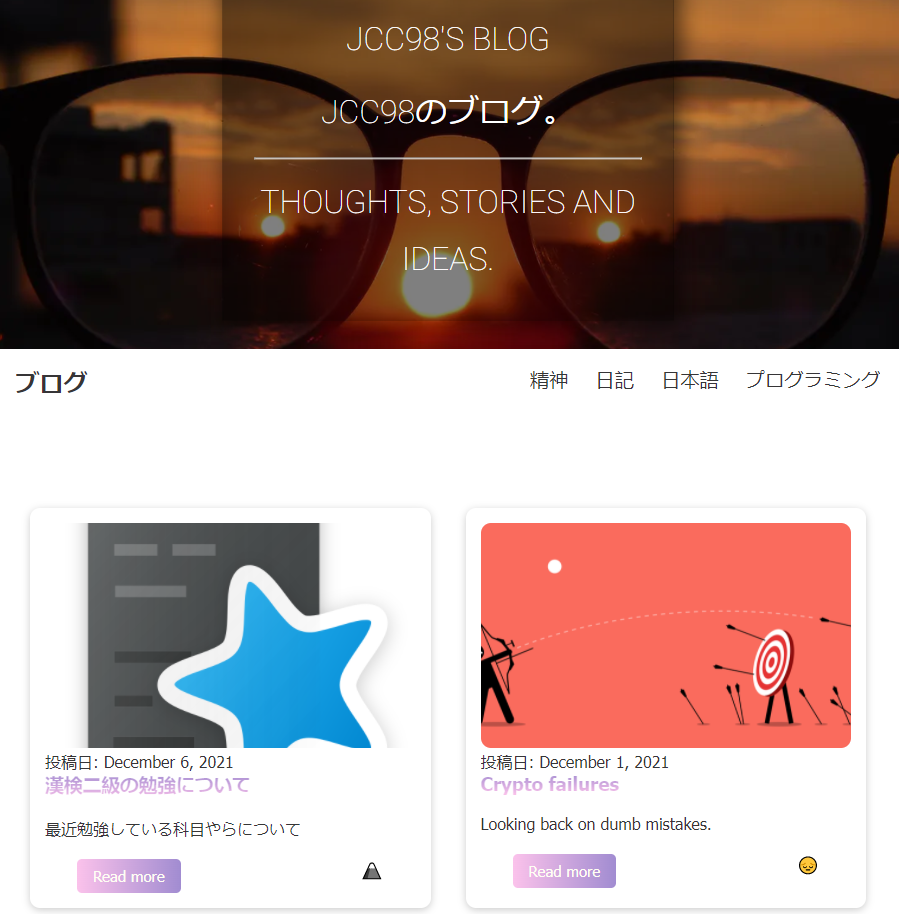 JCC98'S BLOG
JCC98のブログ。
THOUGHTS, STORIES AND
IDEAS.
ブログ
精神 日記 日本語 プログラミング
投稿日: December 6, 2021
漢検二級の勉強について
最近勉強している科目やらについて
Read more
投稿日: December 1, 2021
Crypto failures
Looking back on dumb mistakes.
Read more